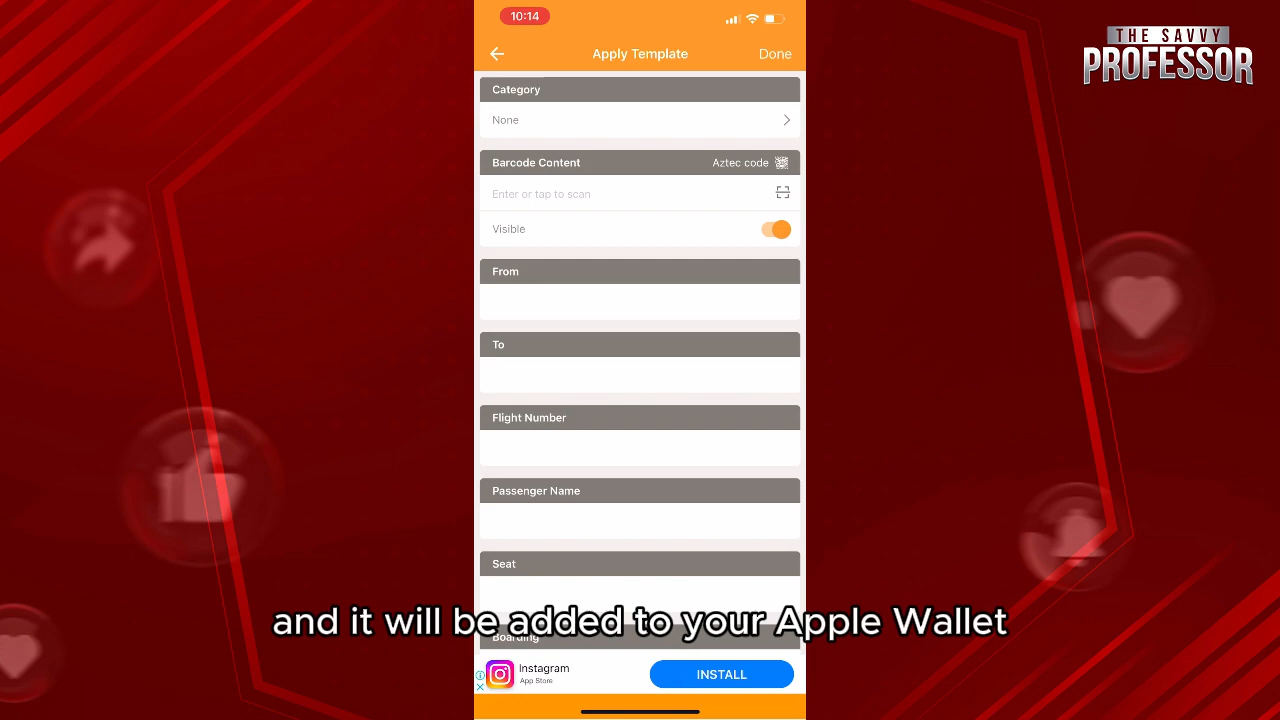 10:14
THE SAVVY
PROFESSOR
Apply Template
Done
Category
None
Barcode Content
Aztec code
Enter or tap to scan
Visible
From
To
Flight Number
Passenger Name
Seat
and it will be added to your Apple Wallet
Boarding
Instagram
App Store
INSTALL